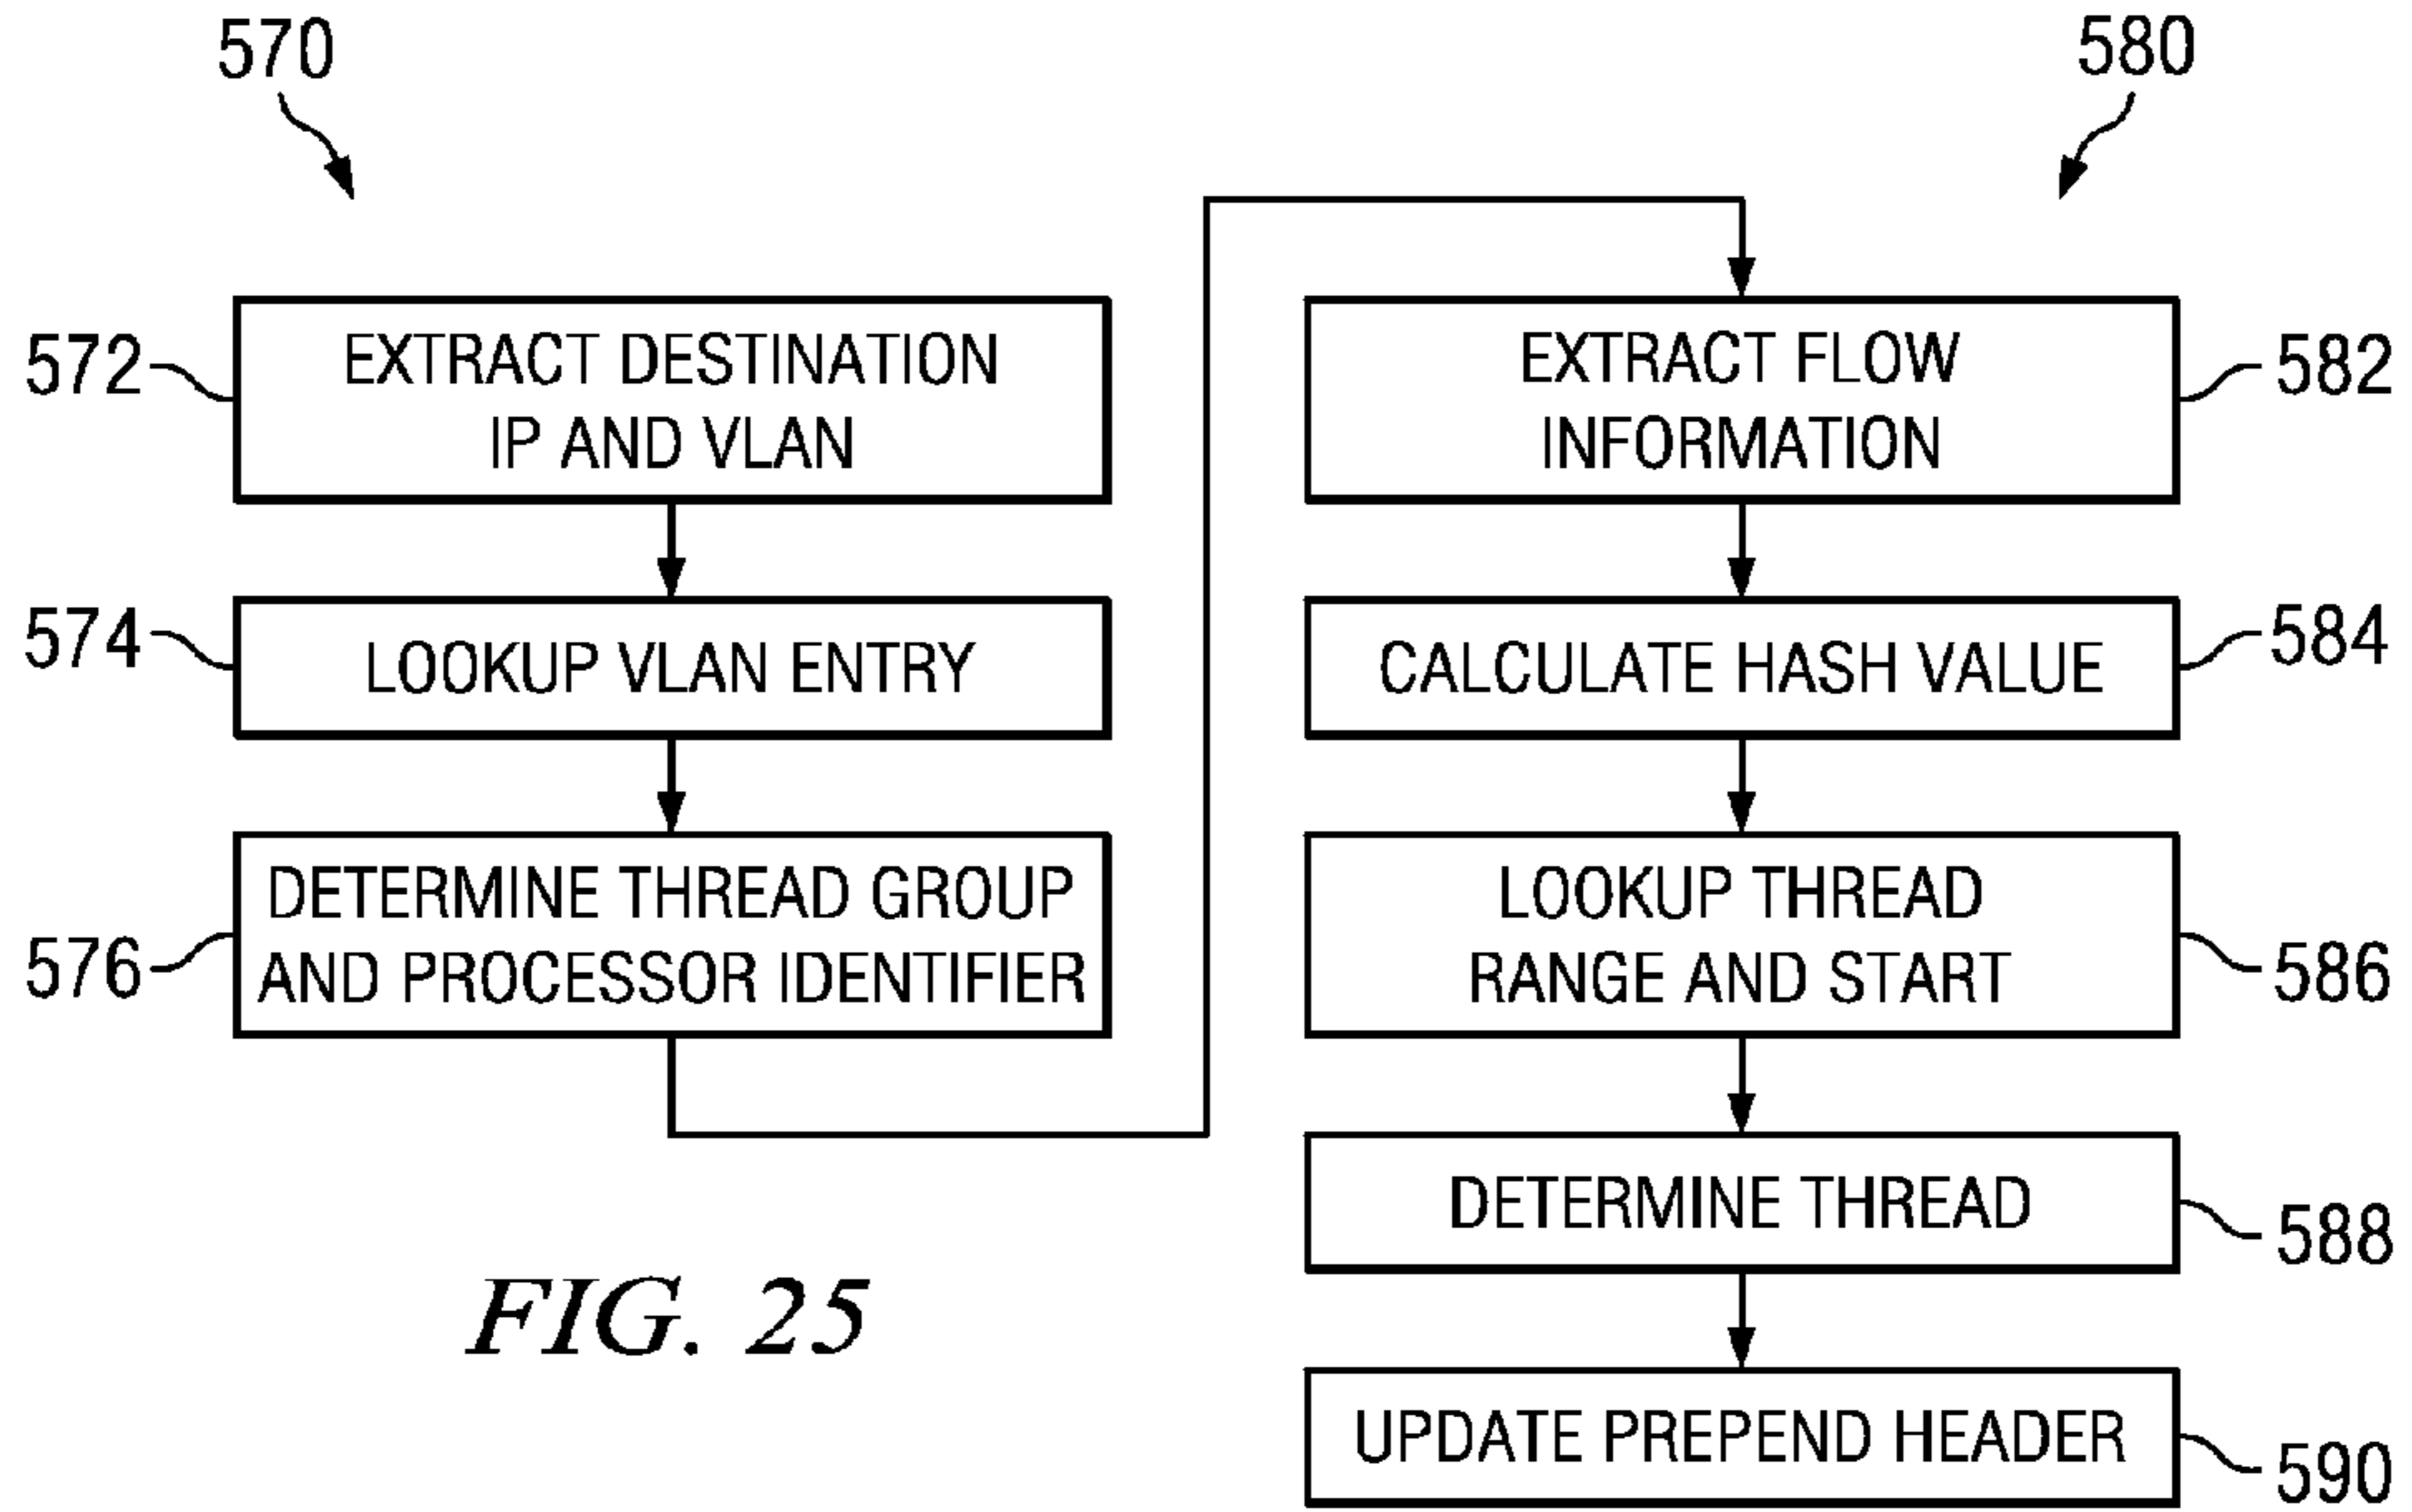 570
580
572
EXTRACT DESTINATION
IP AND VLAN
574
LOOKUP VLAN ENTRY
576
DETERMINE THREAD GROUP
AND PROCESSOR IDENTIFIER
EXTRACT FLOW
INFORMATION
582
CALCULATE HASH VALUE
584
LOOKUP THREAD
RANGE AND START
586
DETERMINE THREAD
588
UPDATE PREPEND HEADER
590
FIG. 25